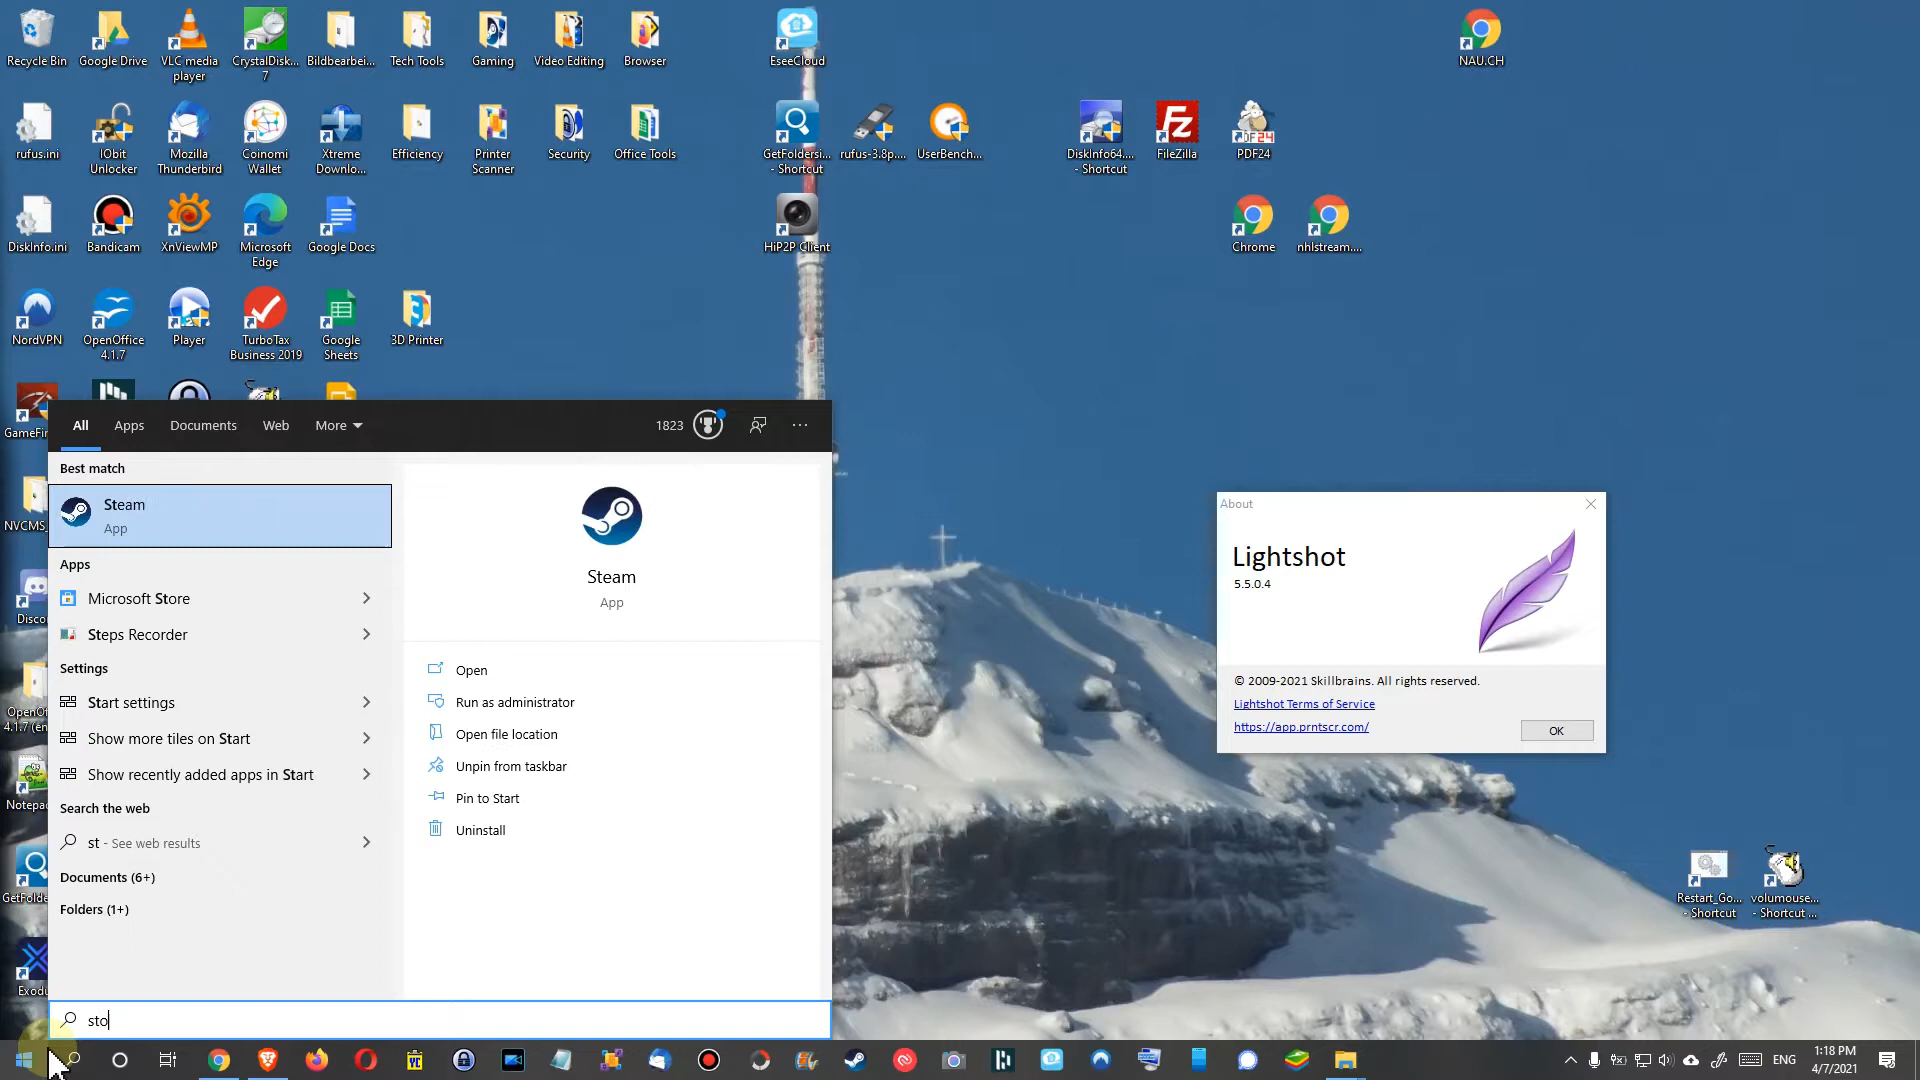 Recycle Bin
Google Drive
VLC media
player
CrystalDisk...
7
Bildbearbei...
Tech Tools
Gaming
Video Editing
Browser
EseeCloud
NAU.CH
rufus.ini
IObit
Unlocker
Mozilla
Thunderbird
Coinomi
Wallet
Xtreme
Downlo...
Efficiency
Printer
Scanner
Security
Office Tools
GetFoldersi...
- Shortcut
rufus-3.8p....
UserBench...
DiskInfo64....
- Shortcut
FileZilla
PDF24
DiskInfo.ini
Bandicam
XnViewMP
Microsoft
Edge
Google Docs
HiP2P Client
Chrome
nhlstream....
NordVPN
OpenOffice
4.1.7
Player
TurboTax
Business 2019
Google
Sheets
3D Printer
GameFir
NVCMS_
Disco
OpenOf
4.1.7 (en
Notepa
GetFolde
Exodu
All
Apps
Documents
Web
More
1823
Best match
Steam
App
Apps
Microsoft Store
Steps Recorder
Settings
Start settings
Show more tiles on Start
Show recently added apps in Start
Search the web
st - See web results
Documents (6+)
Folders (1+)
Steam
App
Open
Run as administrator
Open file location
Unpin from taskbar
Pin to Start
Uninstall
sto
About
Lightshot
5.5.0.4
© 2009-2021 Skillbrains. All rights reserved.
Lightshot Terms of Service
https://app.prntscr.com/
OK
Restart_Go...
- Shortcut
volumouse...
- Shortcut ...
ENG
1:18 PM
4/7/2021